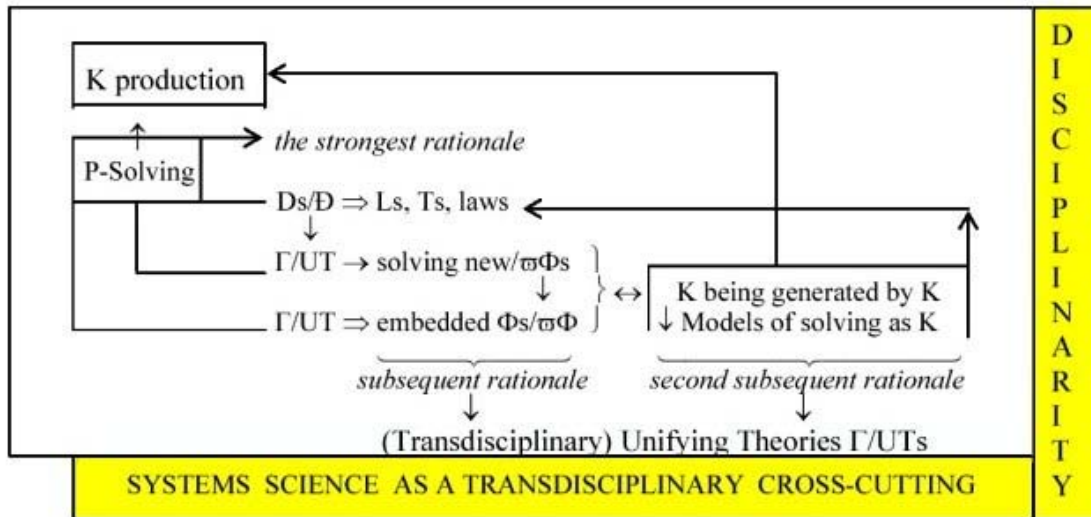 K production
↑ the strongest rationale
P-Solving
Ds/Đ ⇒ Ls, Ts, laws
↓
Γ/UT → solving new/ϖΦs
↓
Γ/UT ⇒ embedded Φs/ϖΦ
} ↔
K being generated by K
↓ Models of solving as K
subsequent rationale
second subsequent rationale
↓ ↓
(Transdisciplinary) Unifying Theories Γ/UTs
SYSTEMS SCIENCE AS A TRANSDISCIPLINARY CROSS-CUTTING
DISCIPLINARITY